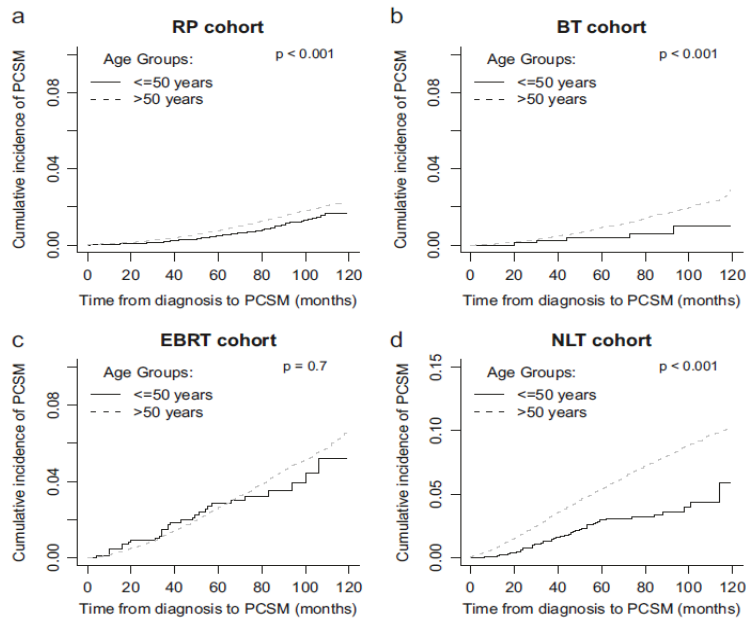 a
RP cohort
Age Groups:
p < 0.001
<=50 years
>50 years
Cumulative incidence of PCSM
0.08
0.04
0.00
0 20 40 60 80 100 120
Time from diagnosis to PCSM (months)
b
BT cohort
Age Groups:
p < 0.001
<=50 years
>50 years
Cumulative incidence of PCSM
0.08
0.04
0.00
0 20 40 60 80 100 120
Time from diagnosis to PCSM (months)
c
EBRT cohort
Age Groups:
p = 0.7
<=50 years
>50 years
Cumulative incidence of PCSM
0.08
0.04
0.00
0 20 40 60 80 100 120
Time from diagnosis to PCSM (months)
d
NLT cohort
Age Groups:
p < 0.001
<=50 years
>50 years
Cumulative incidence of PCSM
0.15
0.10
0.05
0.00
0 20 40 60 80 100 120
Time from diagnosis to PCSM (months)